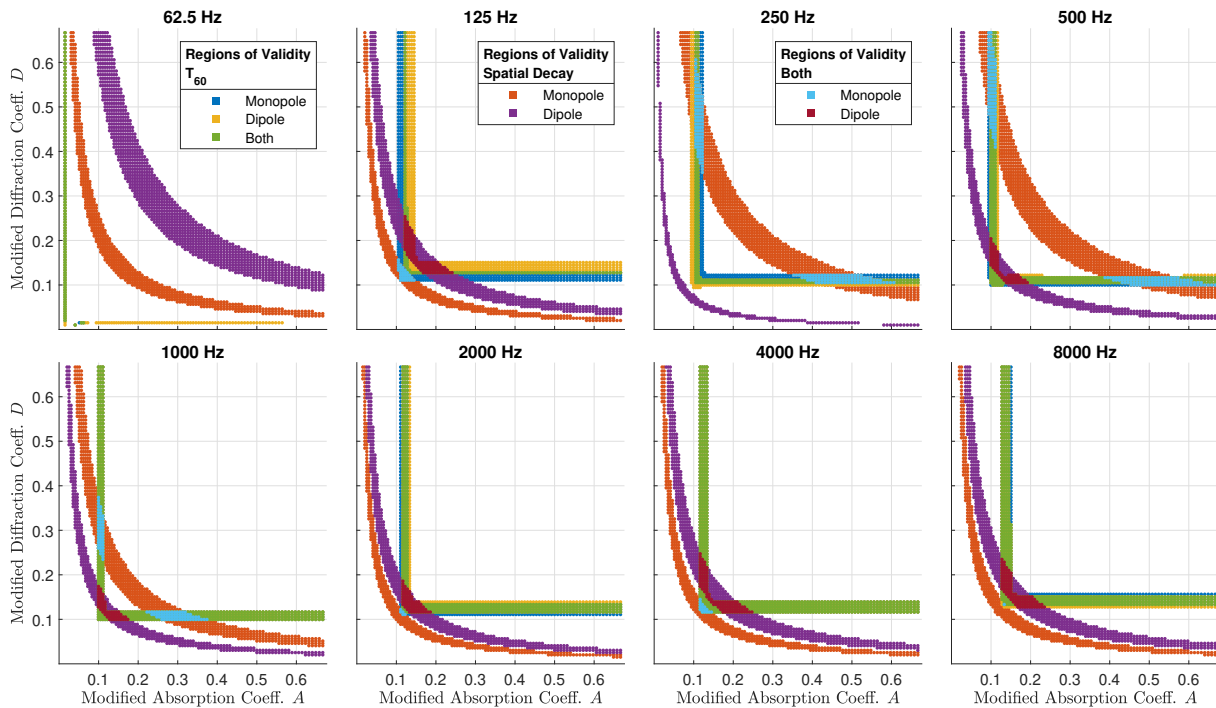 62.5 Hz
125 Hz
250 Hz
500 Hz
Modified Diffraction Coeff. D
0.6
0.5
0.4
0.3
0.2
0.1
Regions of Validity
T60
Monopole
Dipole
Both
Regions of Validity
Spatial Decay
Monopole
Dipole
Regions of Validity
Both
Monopole
Dipole
1000 Hz
2000 Hz
4000 Hz
8000 Hz
Modified Diffraction Coeff. D
0.6
0.5
0.4
0.3
0.2
0.1
0.1 0.2 0.3 0.4 0.5 0.6
0.1 0.2 0.3 0.4 0.5 0.6
0.1 0.2 0.3 0.4 0.5 0.6
0.1 0.2 0.3 0.4 0.5 0.6
Modified Absorption Coeff. A
Modified Absorption Coeff. A
Modified Absorption Coeff. A
Modified Absorption Coeff. A